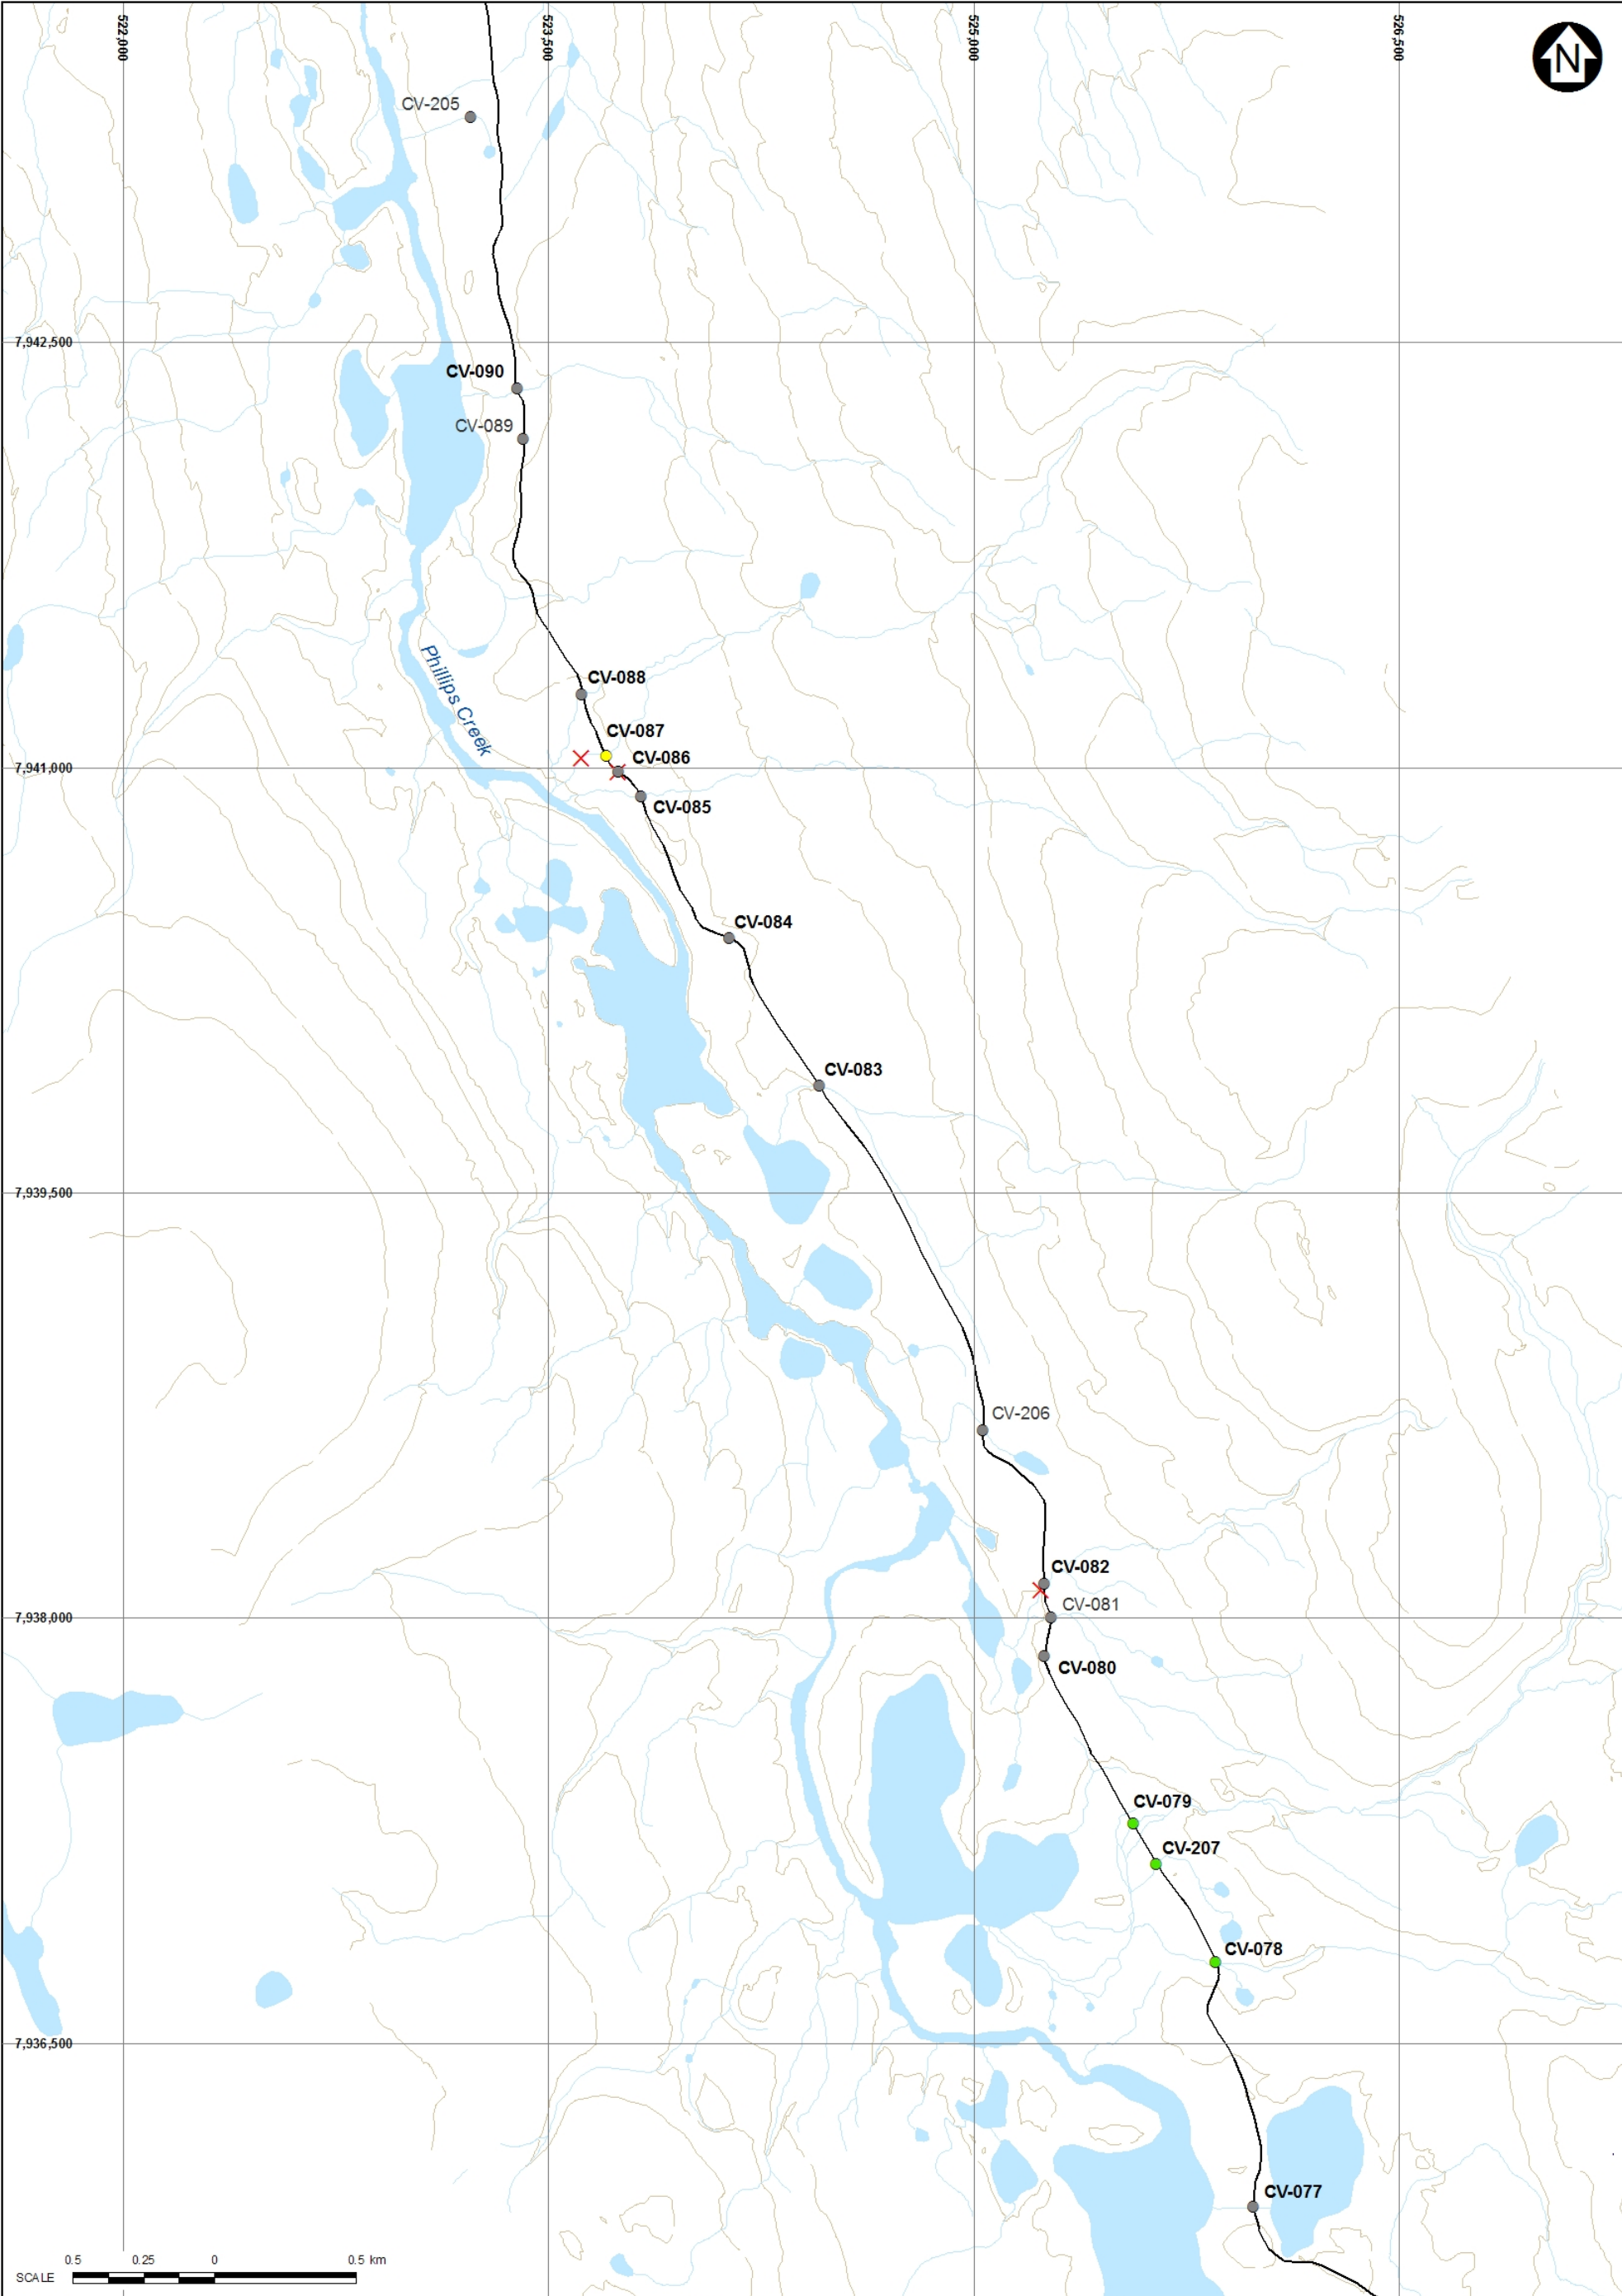 522,000
523,500
525,000
526,500
N
CV-205
7,942,500
CV-090
CV-089
Phillips Creek
CV-088
CV-087
CV-086
7,941,000
CV-085
CV-084
CV-083
7,939,500
CV-206
CV-082
CV-081
7,938,000
CV-080
CV-079
CV-207
CV-078
7,936,500
CV-077
0.5 0.25 0 0.5 km
SCALE